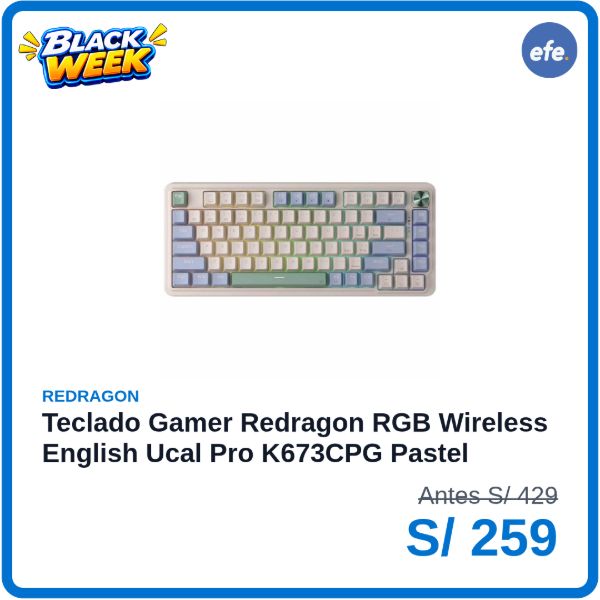 BLACK
WEEK
efe.
REDRAGON
Teclado Gamer Redragon RGB Wireless
English Ucal Pro K673CPG Pastel
Antes S/ 429
S/ 259